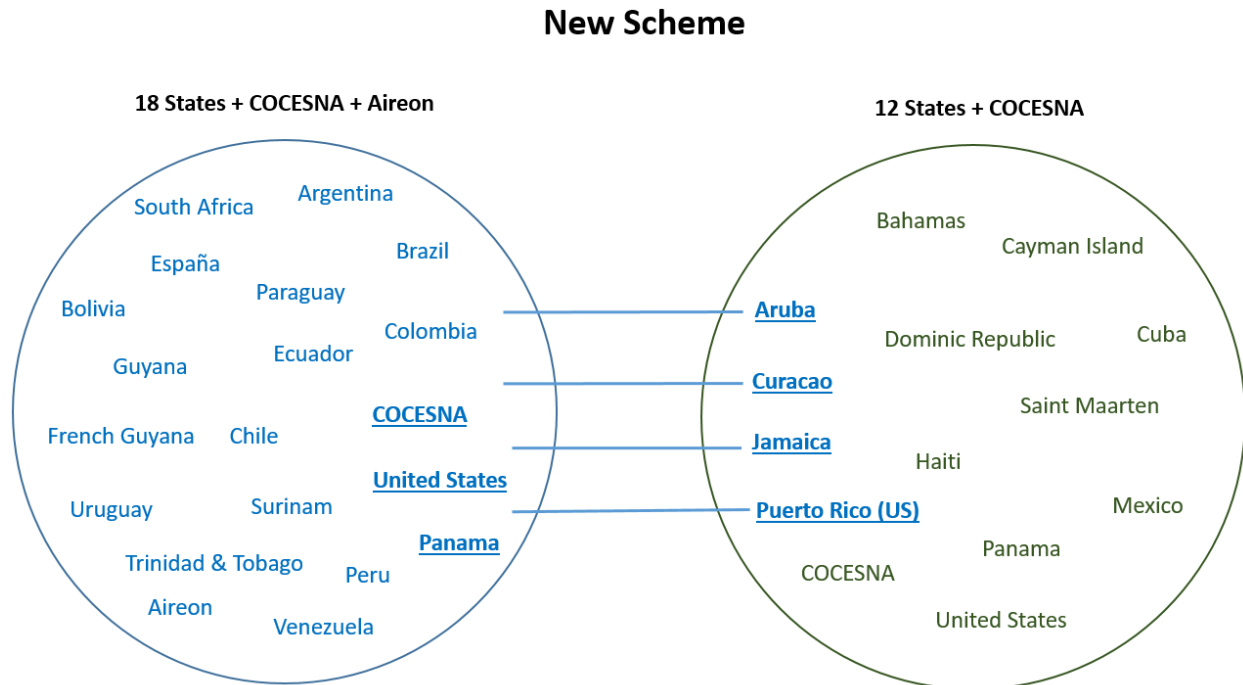 New Scheme
18 States + COCESNA + Aireon
South Africa
Argentina
España
Brazil
Bolivia
Paraguay
Colombia
Guyana
Ecuador
COCESNA
French Guyana
Chile
United States
Uruguay
Surinam
Panama
Trinidad & Tobago
Peru
Aireon
Venezuela
12 States + COCESNA
Bahamas
Cayman Island
Aruba
Dominic Republic
Cuba
Curacao
Saint Maarten
Jamaica
Haiti
Puerto Rico (US)
Mexico
Panama
COCESNA
United States